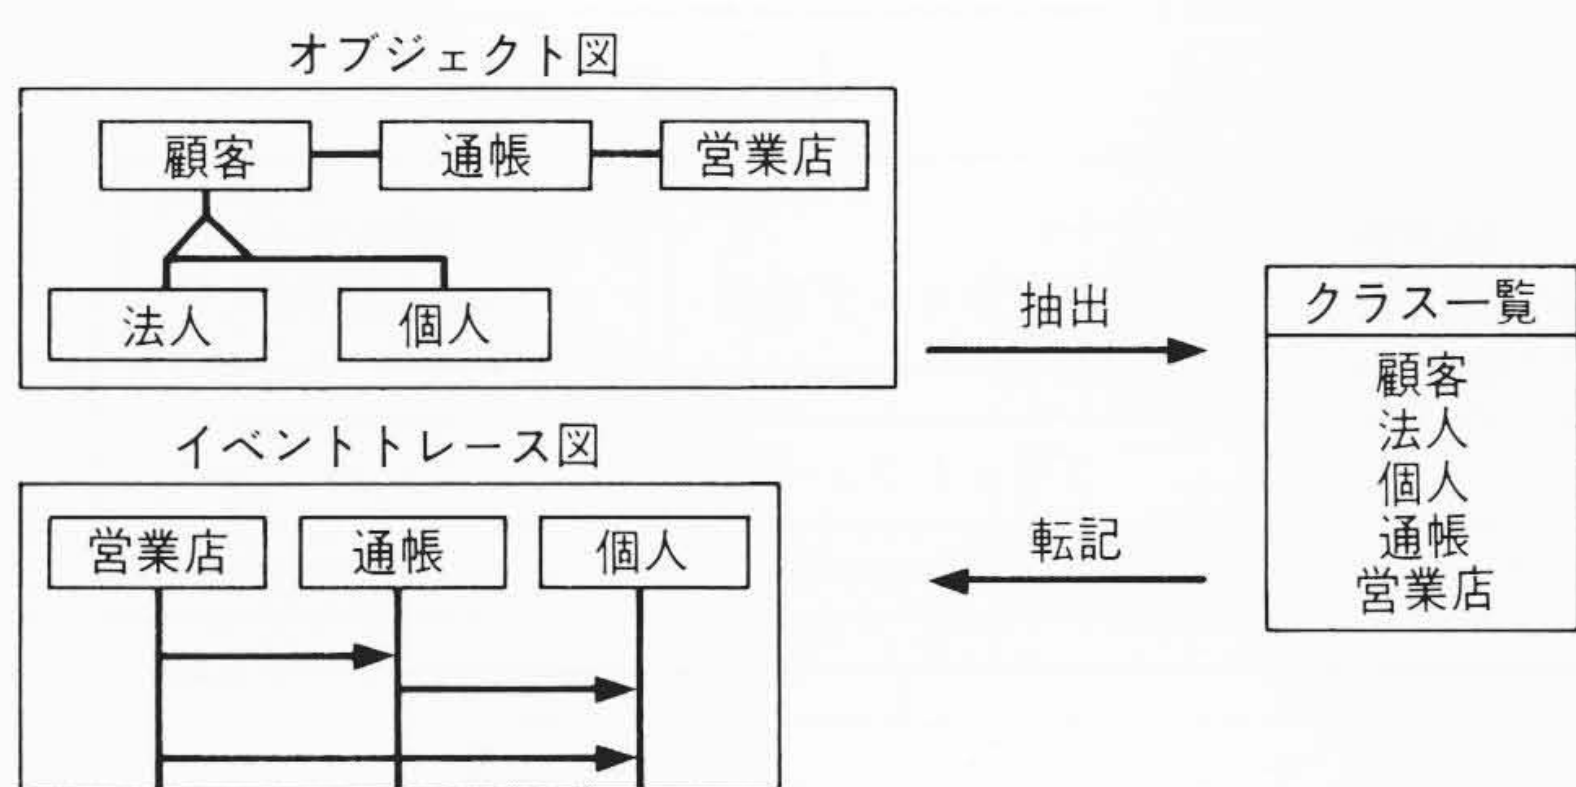 オブジェクト図
顧客
通帳
営業店
法人
個人
イベントトレース図
営業店
通帳
個人
抽出
転記
クラス一覧
顧客
法人
個人
通帳
営業店